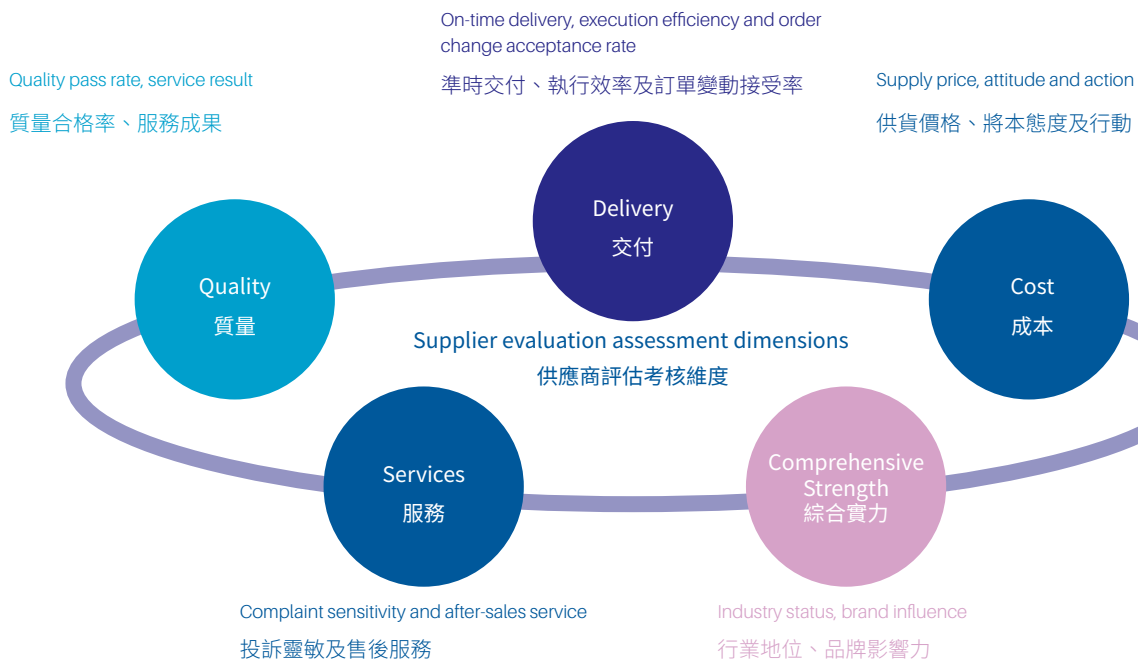 On-time delivery, execution efficiency and order
change acceptance rate
準時交付、執行效率及訂單變動接受率
Quality pass rate, service result
質量合格率、服務成果
Supply price, attitude and action
供貨價格、將本態度及行動
Delivery
交付
Quality
質量
Cost
成本
Supplier evaluation assessment dimensions
供應商評估考核維度
Services
服務
Comprehensive
Strength
綜合實力
Complaint sensitivity and after-sales service
投訴靈敏及售後服務
Industry status, brand influence
行業地位、品牌影響力